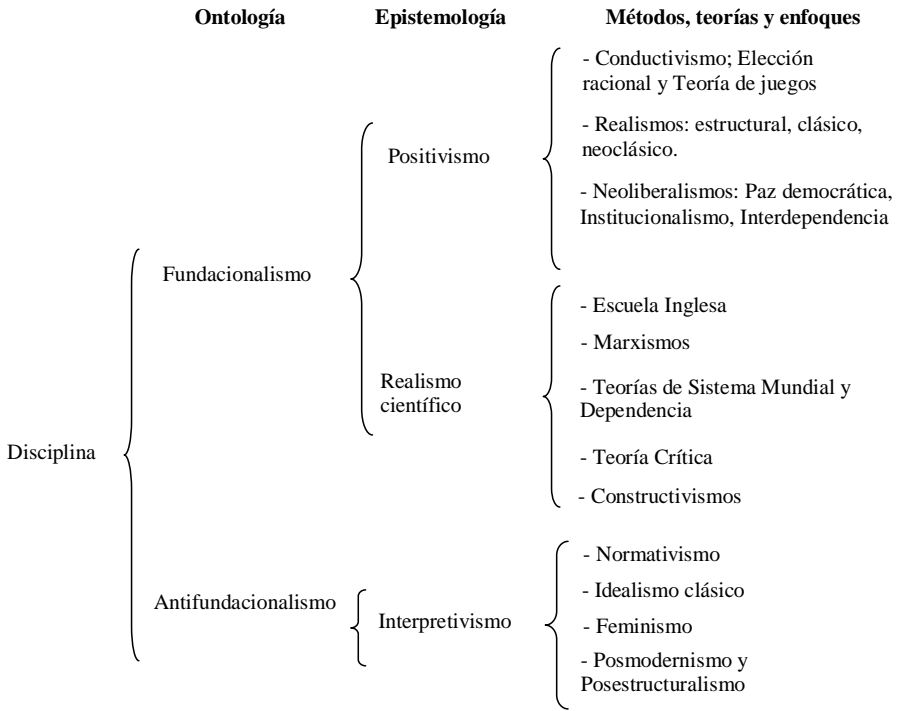 Ontología Epistemología Métodos, teorías y enfoques
- Conductivismo; Elección
racional y Teoría de juegos
- Realismos: estructural, clásico,
neoclásico.
Positivismo
- Neoliberalismos: Paz democrática,
Institucionalismo, Interdependencia
Fundacionalismo
- Escuela Inglesa
- Marxismos
Realismo
científico
- Teorías de Sistema Mundial y
Dependencia
Disciplina
- Teoría Crítica
- Constructivismos
- Normativismo
- Idealismo clásico
Antifundacionalismo
Interpretivismo
- Feminismo
- Posmodernismo y
Posestructuralismo